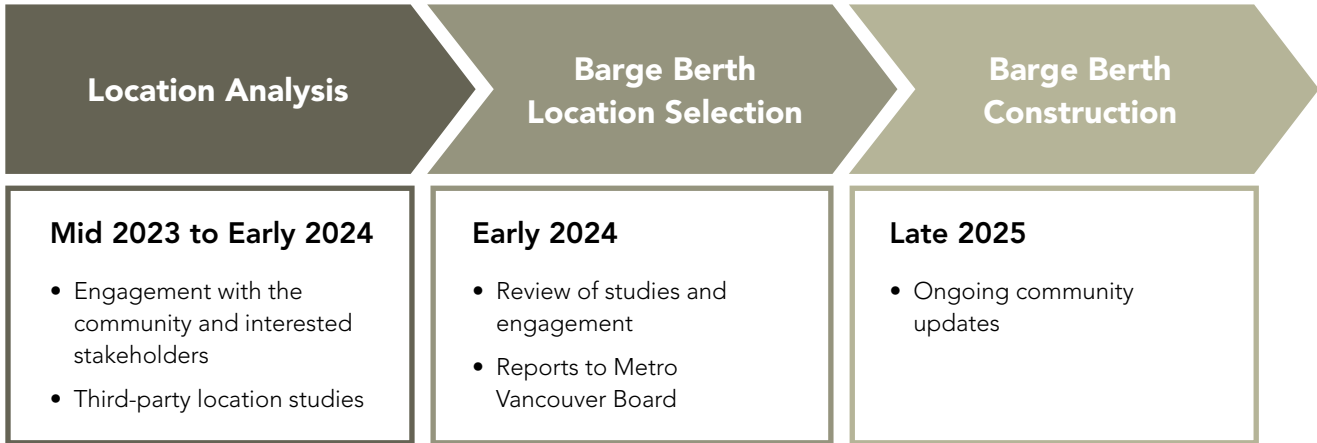 Location Analysis
Barge Berth
Location Selection
Barge Berth
Construction
Mid 2023 to Early 2024
• Engagement with the
community and interested
stakeholders
• Third-party location studies
Early 2024
• Review of studies and
engagement
• Reports to Metro
Vancouver Board
Late 2025
• Ongoing community
updates